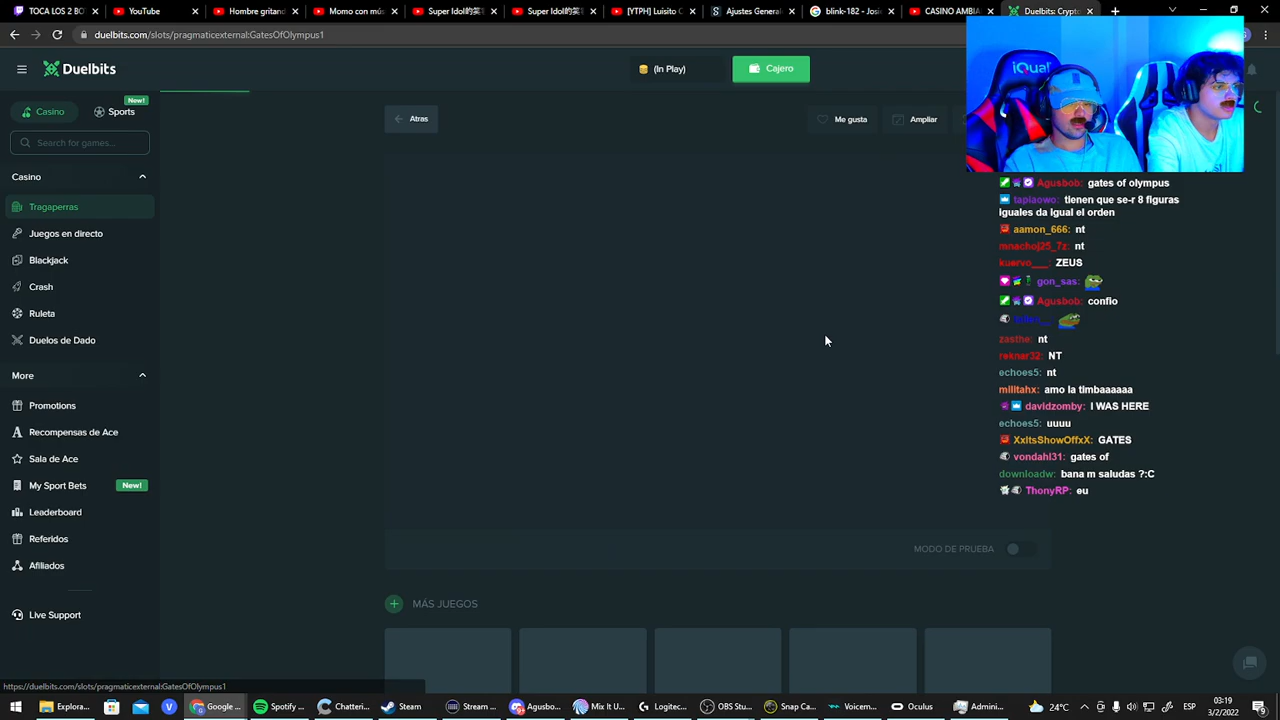 TOCA LOS 2 BO
YouTube
Hombre gritand
Momo con mús
Super Idol的笑
Super Idol的笑
[YTPH] Luisito C
Ajustes General
blink-182 - Josi
CASINO AMBIA
Duelbits: Crypt
duelbits.com/slots/pragmaticexternal:GatesOfOlympus1
Duelbits
(In Play)
Cajero
iQual
New!
Casino
Sports
Search for games...
Casino
Tragaperras
Juegos en directo
Blackjack
Crash
Ruleta
Duelos de Dado
More
Promotions
Recompensas de Ace
Sala de Ace
My Sport Bets
New!
Leaderboard
Referidos
Afiliados
Live Support
Atras
Me gusta
Ampliar
MODO DE PRUEBA
MÁS JUEGOS
Agusbob: gates of olympus
tapiaowo: tienen que se-r 8 figuras
iguales da igual el orden
aamon_666: nt
mnachoj25_7z: nt
kuervo___: ZEUS
gon_sas:
Agusbob: confio
zasthe: nt
reknar32: NT
echoes5: nt
militahx: amo la timbaaaaaa
davidzomby: I WAS HERE
echoes5: uuuu
XxItsShowOffxX: GATES
vondahl31: gates of
downloadw: bana m saludas ?:C
ThonyRP: eu
https://duelbits.com/slots/pragmaticexternal:GatesOfOlympus1
Explora...
Google ...
Spotify ...
Chatteri...
Steam
Stream ...
Agusbo...
Mix It U...
Logitec...
OBS Stu...
Snap Ca...
Voicem...
Oculus
Admini...
24°C
ESP
03:19
3/2/2022